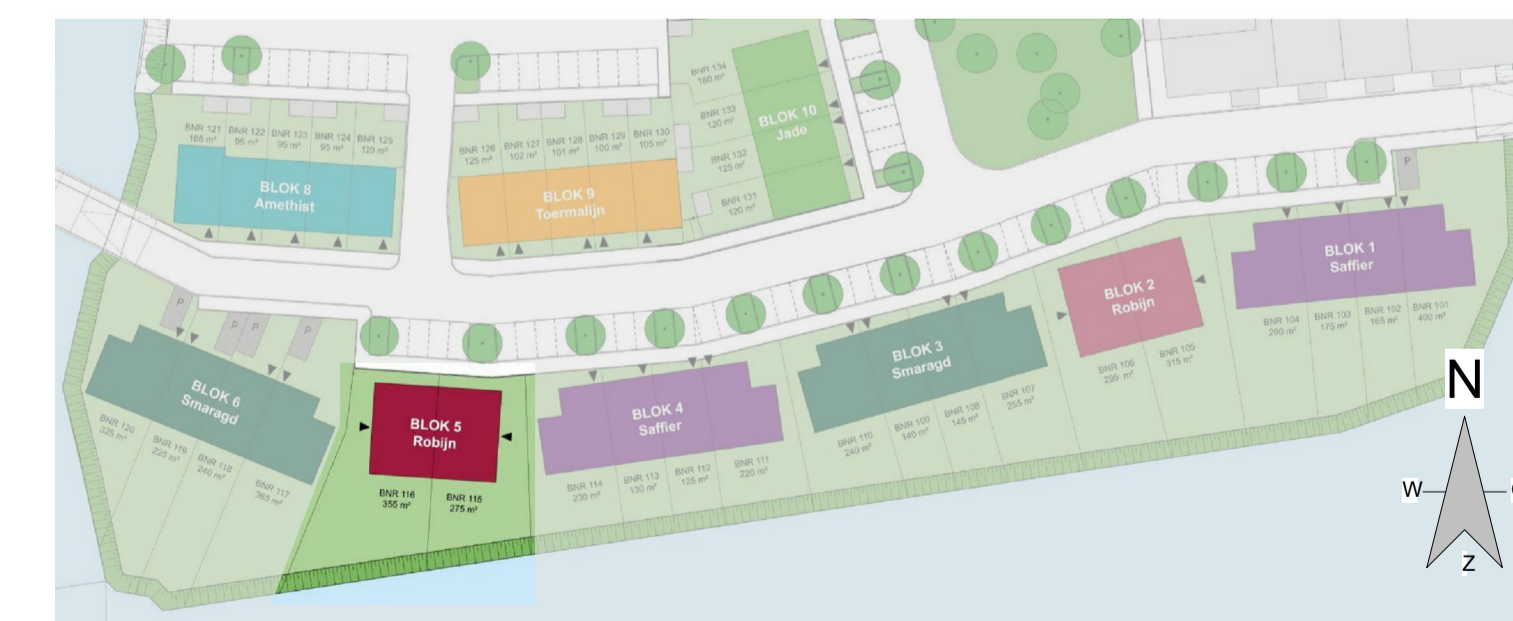 BNR 134
180 m²
BNR 133
120 m²
BNR 132
125 m²
BNR 131
120 m²
BLOK 10
Jade
BNR 121
165 m²
BNR 122
95 m²
BNR 123
95 m²
BNR 124
95 m²
BNR 125
120 m²
BLOK 8
Amethist
BNR 126
125 m²
BNR 127
102 m²
BNR 128
101 m²
BNR 129
100 m²
BNR 130
105 m²
BLOK 9
Toermalijn
P
BLOK 1
Saffier
BNR 104
290 m²
BNR 103
175 m²
BNR 102
165 m²
BNR 101
400 m²
BLOK 2
Robijn
BNR 106
295 m²
BNR 105
315 m²
BLOK 3
Smaragd
BNR 110
240 m²
BNR 109
140 m²
BNR 108
145 m²
BNR 107
255 m²
BLOK 4
Saffier
BNR 114
230 m²
BNR 113
130 m²
BNR 112
125 m²
BNR 111
220 m²
BLOK 5
Robijn
BNR 116
355 m²
BNR 115
275 m²
P
P
P
P
BLOK 6
Smaragd
BNR 120
325 m²
BNR 119
225 m²
BNR 118
240 m²
BNR 117
365 m²
N
W
Z